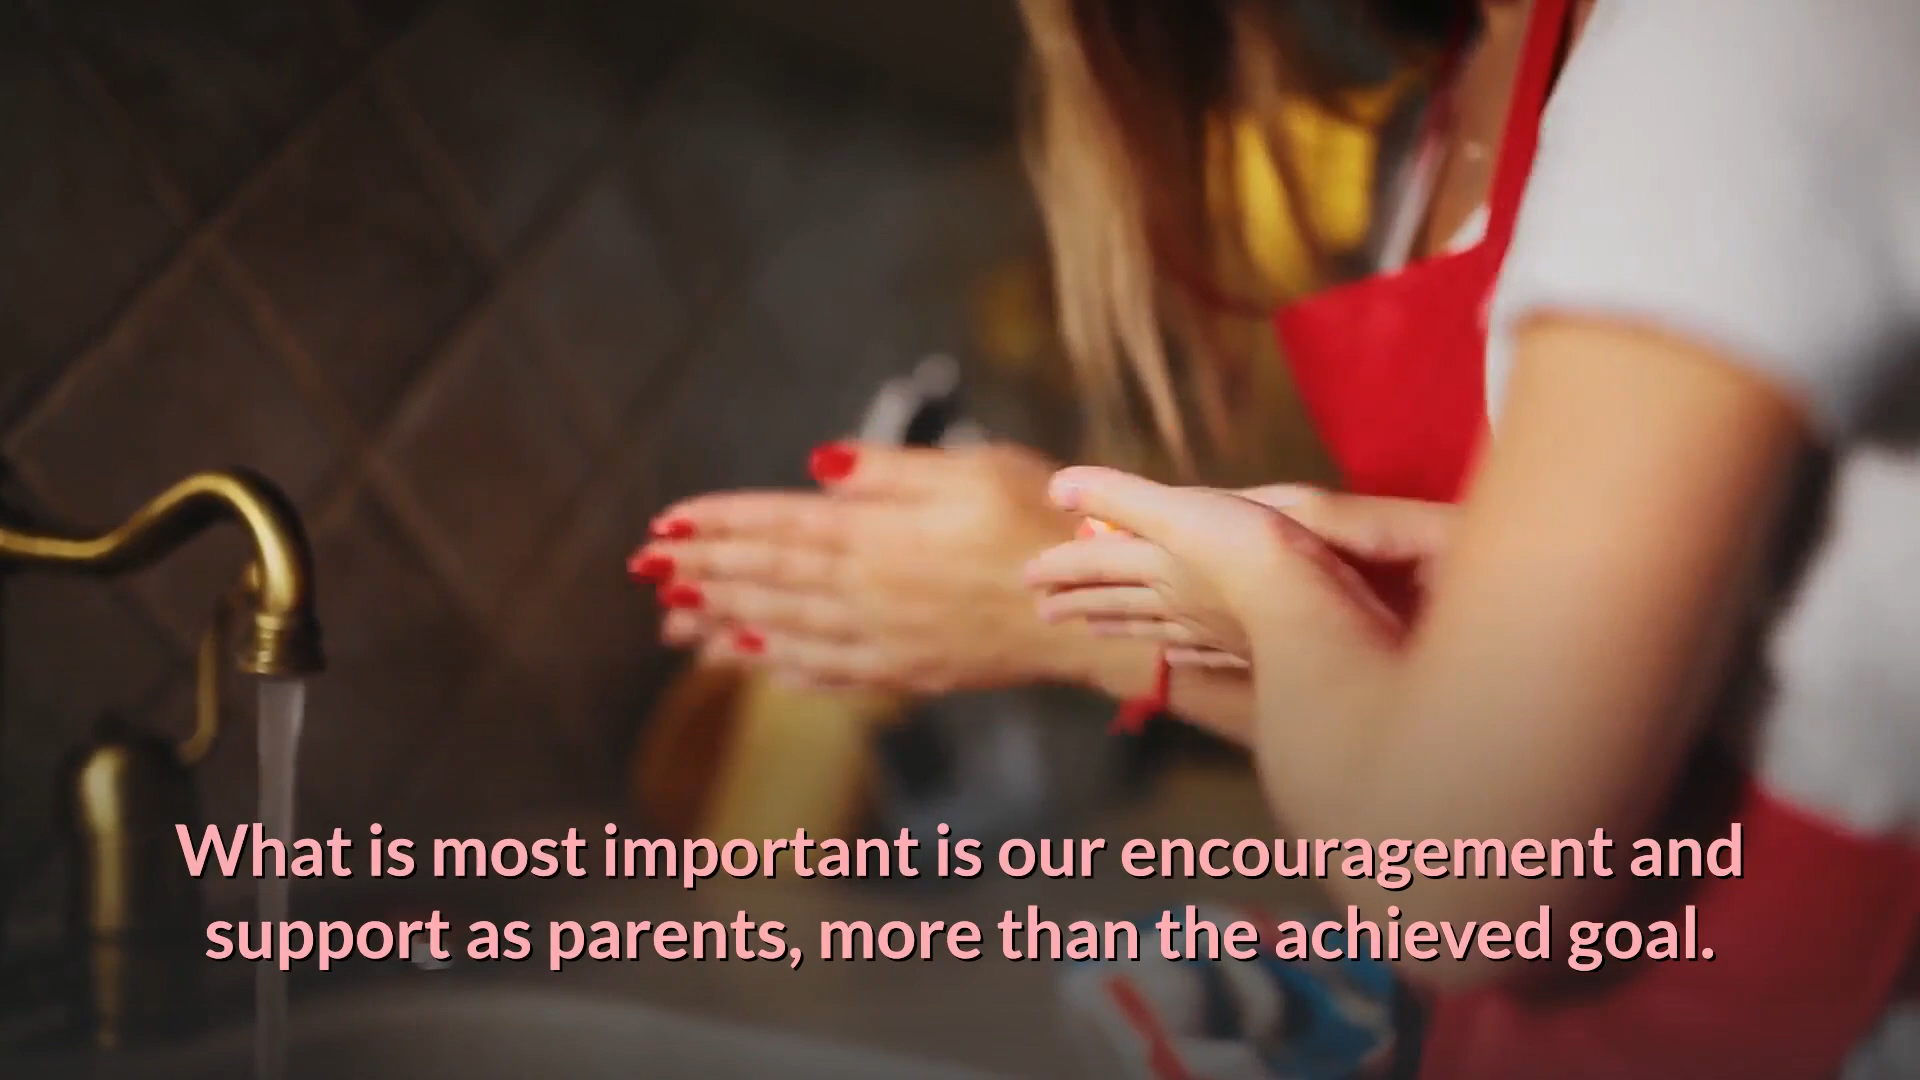 What is most important is our encouragement and
support as parents, more than the achieved goal.